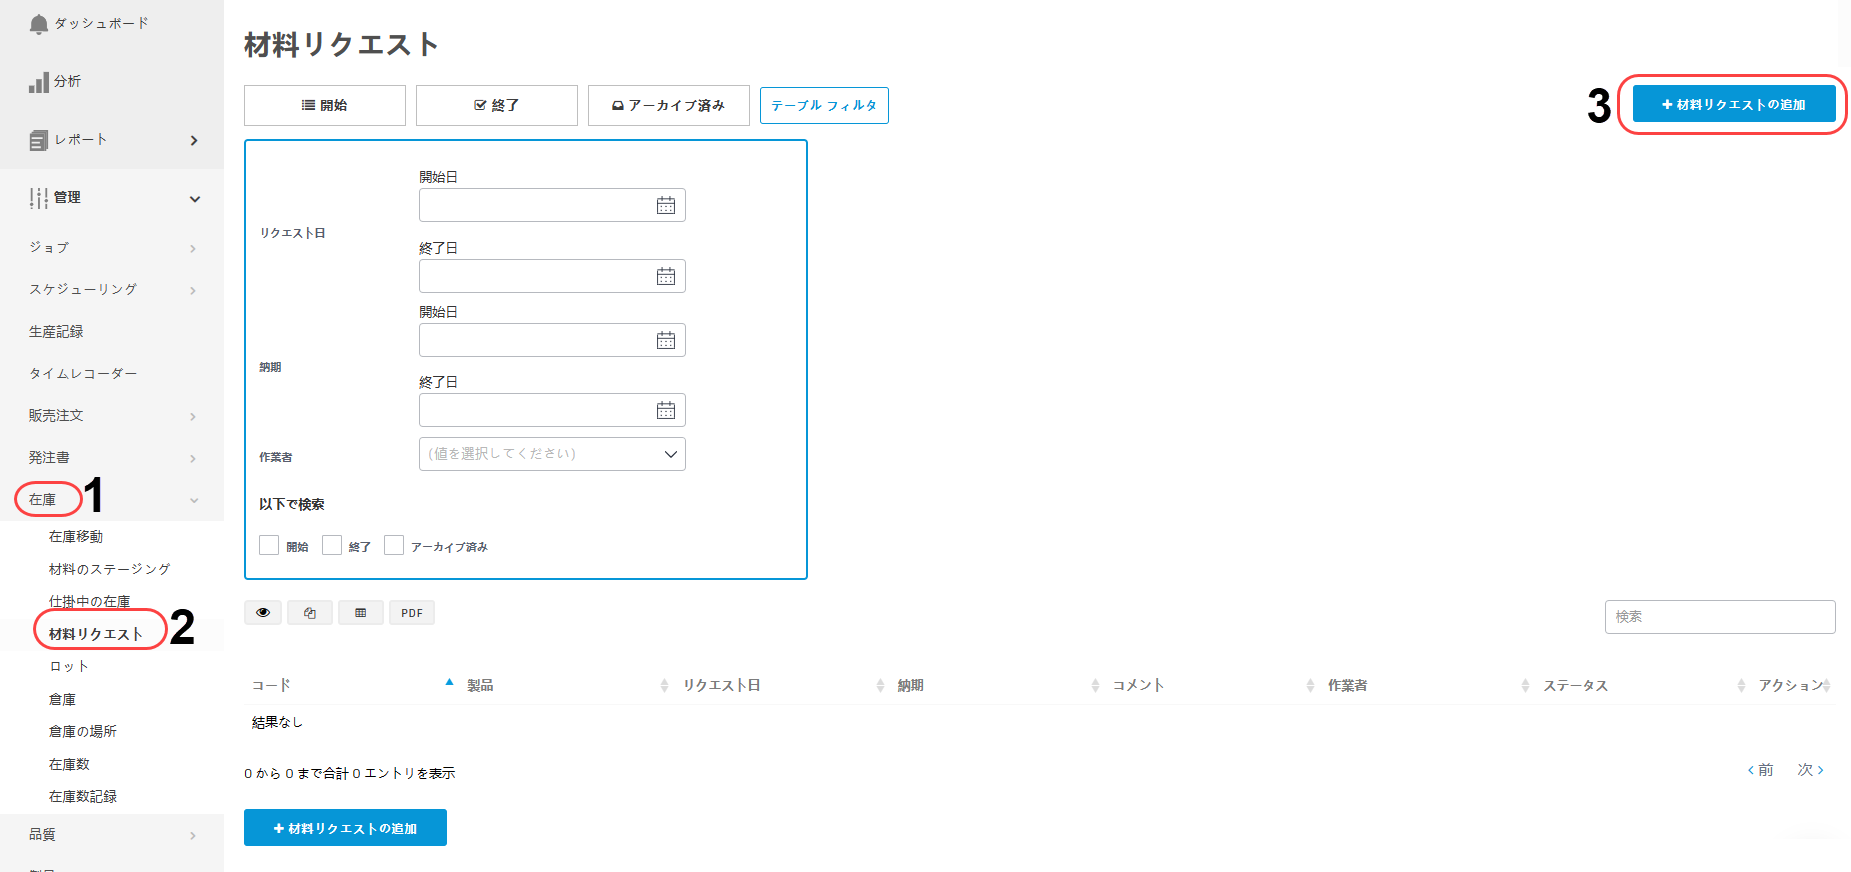 ダッシュボード
分析
レポート
管理
ジョブ
スケジューリング
生産記録
タイムレコーダー
販売注文
発注書
在庫 1
在庫移動
材料のステージング
仕掛中の在庫
材料リクエスト 2
ロット
倉庫
倉庫の場所
在庫数
在庫数記録
品質
材料リクエスト
開始 終了 アーカイブ済み テーブル フィルタ
3 +材料リクエストの追加
開始日
リクエスト日
終了日
開始日
納期
終了日
作業者 (値を選択してください)
以下で検索
開始 終了 アーカイブ済み
PDF 検索
コード 製品 リクエスト日 納期 コメント 作業者 ステータス アクション
結果なし
0 から 0 まで合計 0 エントリを表示
‹ 前 次 ›
+材料リクエストの追加